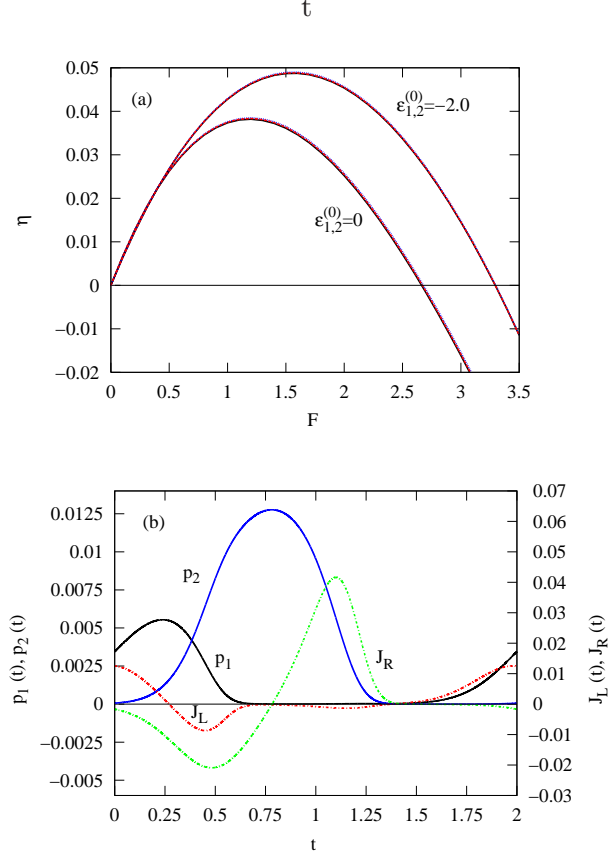 t
0.05
0.04
0.03
0.02
0.01
0
−0.01
−0.02
η
(a)
ε1,2(0)=−2.0
ε1,2(0)=0
0 0.5 1 1.5 2 2.5 3 3.5
F
0.0125
0.01
0.0075
0.005
0.0025
0
−0.0025
−0.005
p1 (t), p2 (t)
(b)
p2
p1
JL
JR
0.07
0.06
0.05
0.04
0.03
0.02
0.01
0
−0.01
−0.02
−0.03
JL (t), JR (t)
0 0.25 0.5 0.75 1 1.25 1.5 1.75 2
t